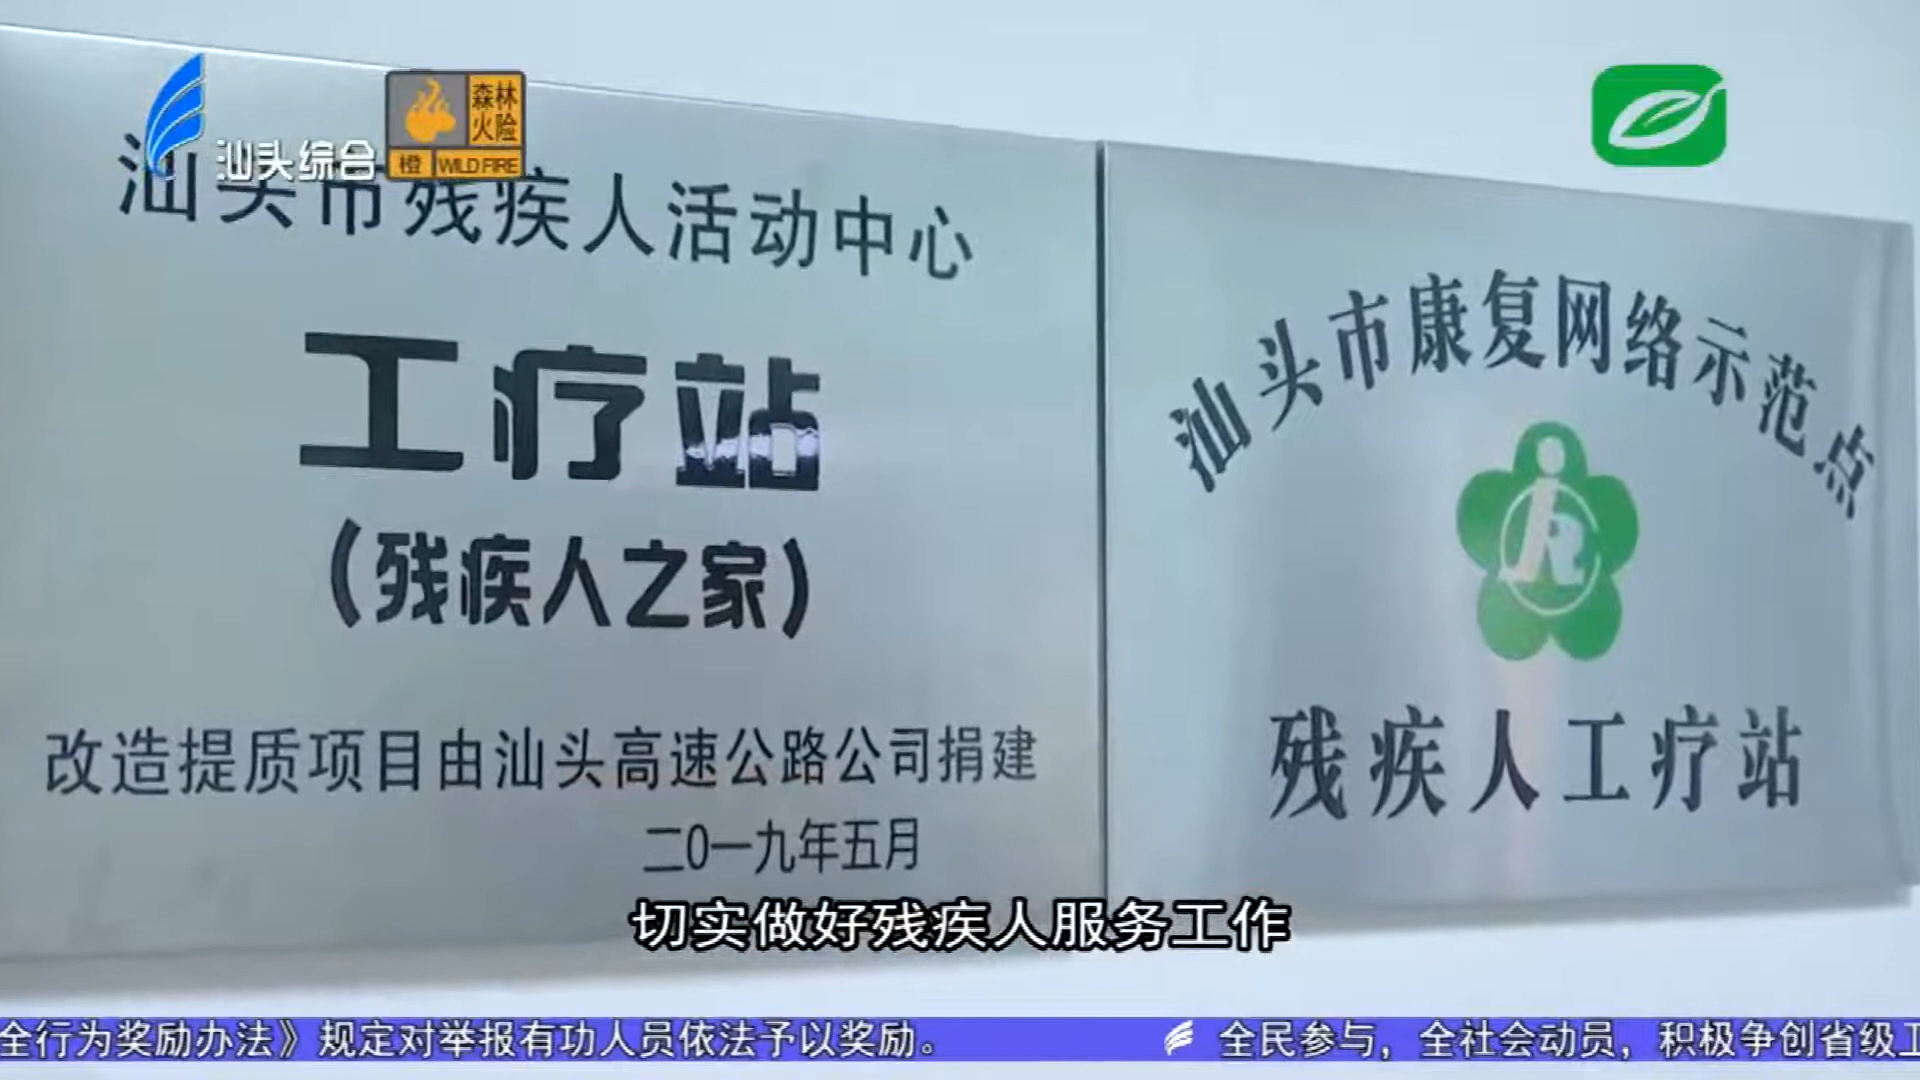 汕头综合
森林
火险
橙 WILD FIRE
汕头市残疾人活动中心
工疗站
（残疾人之家）
改造提质项目由汕头高速公路公司捐建
二0一九年五月
汕头市康复网络示范点
残疾人工疗站
切实做好残疾人服务工作
全行为奖励办法》规定对举报有功人员依法予以奖励。
全民参与，全社会动员，积极争创省级